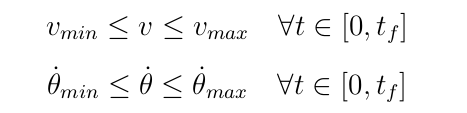 v_{min} ≤ v ≤ v_{max} ∀t ∈ [0, t_f]
θ̇_{min} ≤ θ̇ ≤ θ̇_{max} ∀t ∈ [0, t_f]